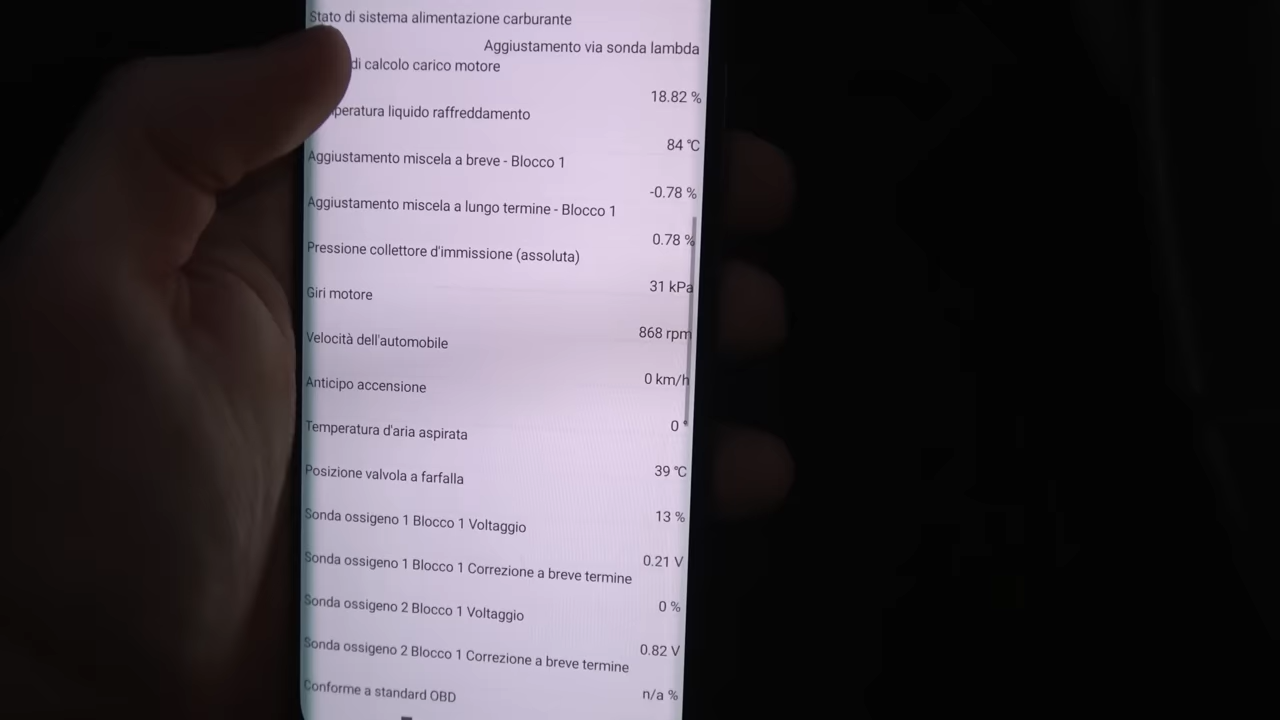 Stato di sistema alimentazione carburante
Aggiustamento via sonda lambda
di calcolo carico motore
18.82 %
peratura liquido raffreddamento
84 °C
Aggiustamento miscela a breve - Blocco 1
-0.78 %
Aggiustamento miscela a lungo termine - Blocco 1
0.78 %
Pressione collettore d'immissione (assoluta)
31 kPa
Giri motore
868 rpm
Velocità dell'automobile
0 km/h
Anticipo accensione
0 °
Temperatura d'aria aspirata
39 °C
Posizione valvola a farfalla
13 %
Sonda ossigeno 1 Blocco 1 Voltaggio
0.21 V
Sonda ossigeno 1 Blocco 1 Correzione a breve termine
0 %
Sonda ossigeno 2 Blocco 1 Voltaggio
0.82 V
Sonda ossigeno 2 Blocco 1 Correzione a breve termine
n/a %
Conforme a standard OBD